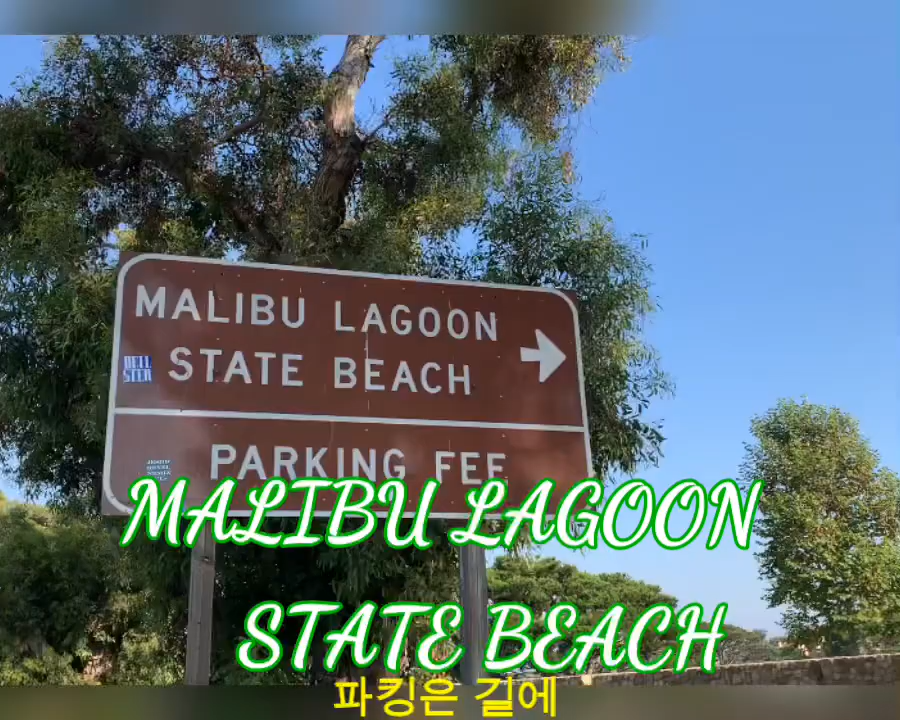 MALIBU LAGOON
STATE BEACH
PARKING FEE
MALIBU LAGOON
STATE BEACH
파킹은 길에